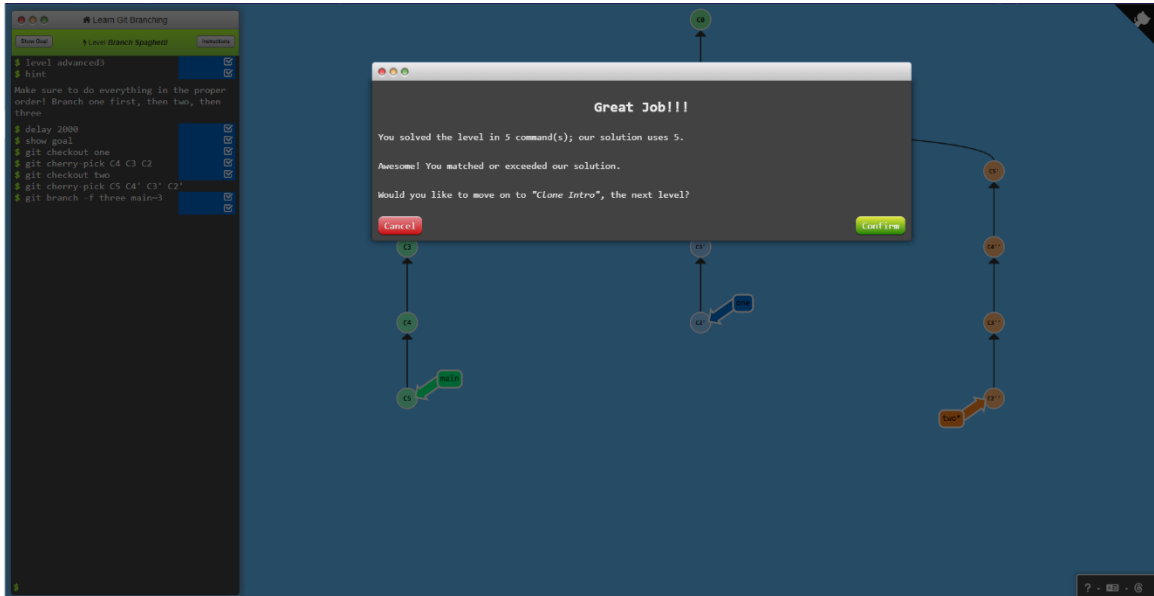 Learn Git Branching
Show Goal
Level Branch Spaghetti
Instructions
$ level advanced3
$ hint
Make sure to do everything in the proper
order! Branch one first, then two, then
three
$ delay 2000
$ show goal
$ git checkout one
$ git cherry-pick C4 C3 C2
$ git checkout two
$ git cherry-pick C5 C4' C3' C2'
$ git branch -f three main~3
$
C0
Great Job!!!
You solved the level in 5 command(s); our solution uses 5.
Awesome! You matched or exceeded our solution.
Would you like to move on to "Clone Intro", the next level?
Cancel
Confirm
C5'
C3
C3'
C4''
C4
C2'
one
C3''
C5
main
C2''
two*
?